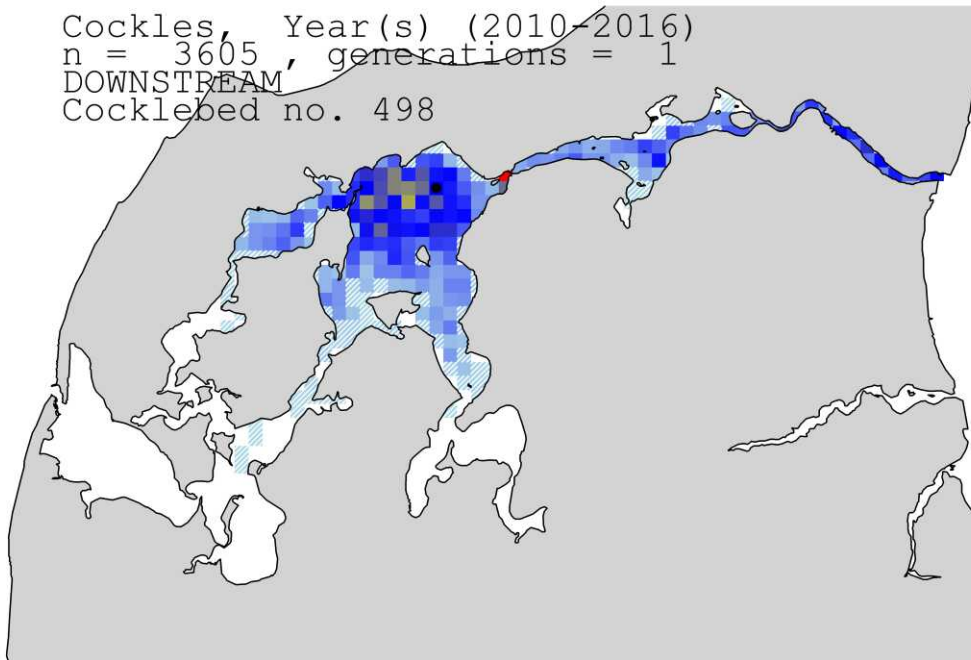 Cockles,  Year(s) (2010-2016)
n =  3605 , generations =  1
DOWNSTREAM
Cocklebed no. 498